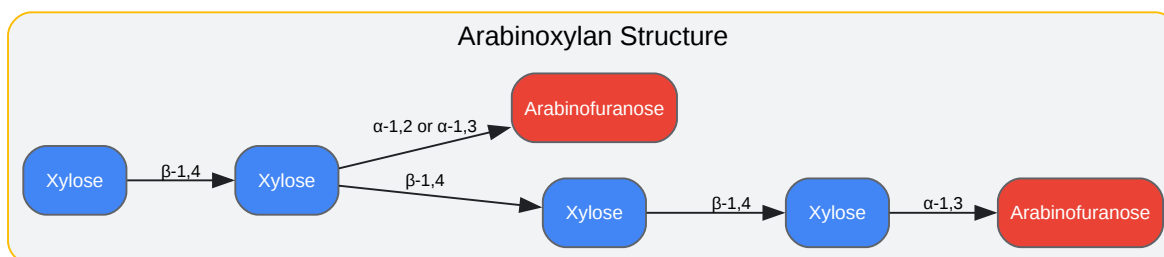 Arabinoxylan Structure
Arabinofuranose
α-1,2 or α-1,3
Xylose
β-1,4
Xylose
β-1,4
Xylose
β-1,4
Xylose
α-1,3
Arabinofuranose